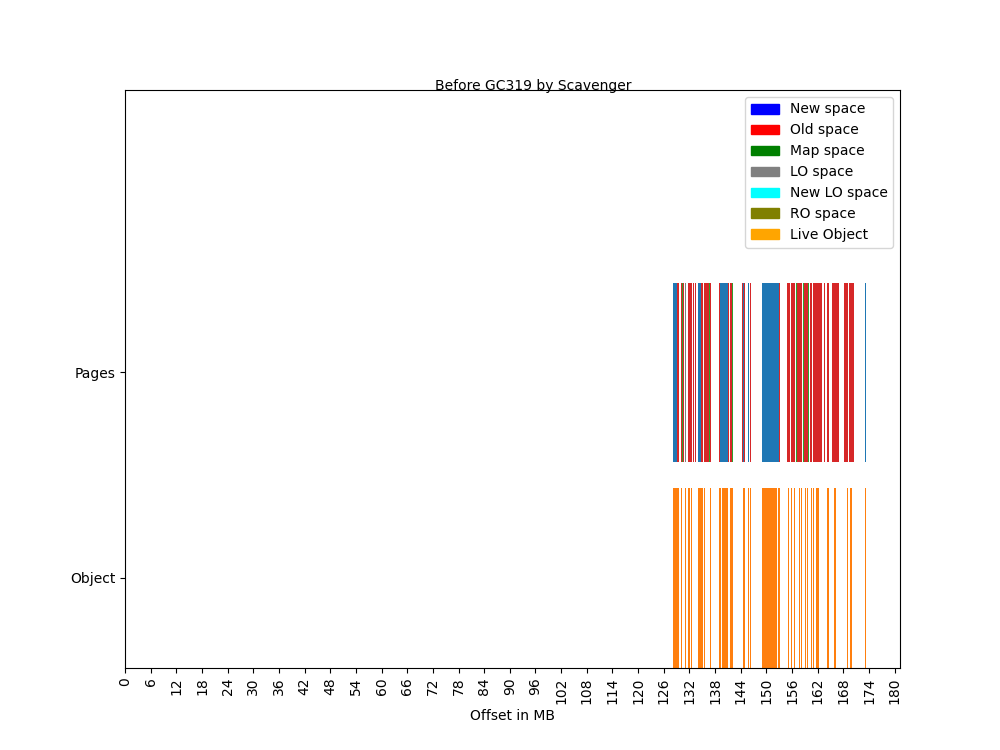 Before GC319 by Scavenger
New space
Old space
Map space
LO space
New LO space
RO space
Live Object
Pages
Object
0 6 12 18 24 30 36 42 48 54 60 66 72 78 84 90 96 102 108 114 120 126 132 138 144 150 156 162 168 174 180
Offset in MB